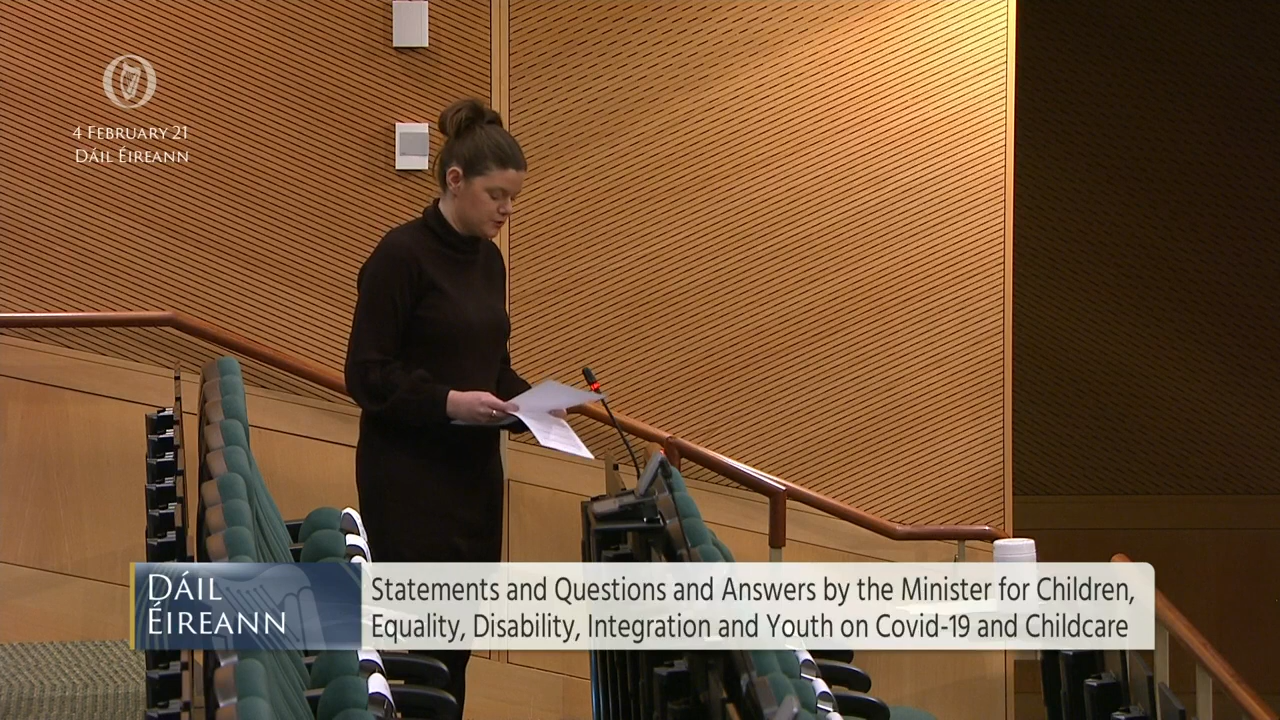 4 February 21
Dáil Éireann
Dáil
Éireann
Statements and Questions and Answers by the Minister for Children,
Equality, Disability, Integration and Youth on Covid-19 and Childcare